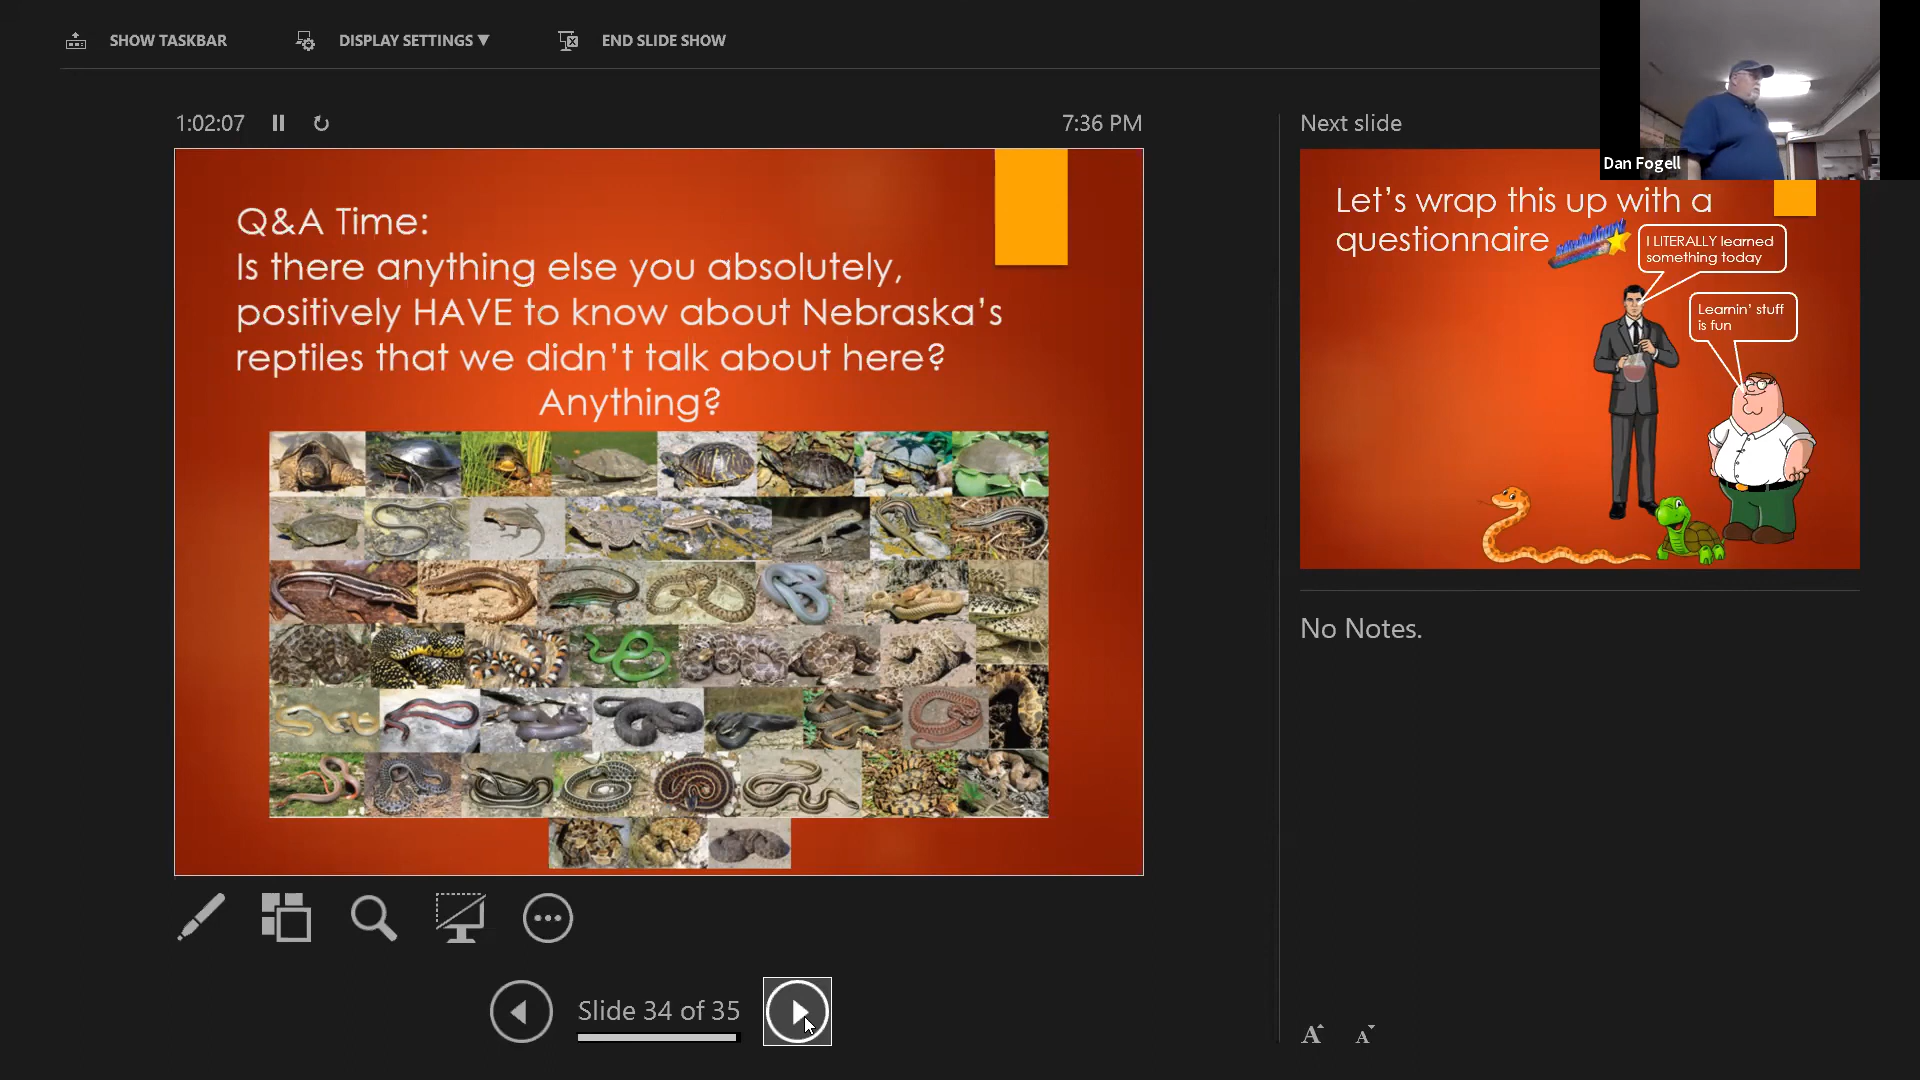 SHOW TASKBAR
DISPLAY SETTINGS ▼
END SLIDE SHOW
1:02:07
7:36 PM
Next slide
Dan Fogell
Q&A Time:
Is there anything else you absolutely,
positively HAVE to know about Nebraska’s
reptiles that we didn’t talk about here?
Anything?
Let’s wrap this up with a
questionnaire
I LITERALLY learned
something today
Learnin’ stuff
is fun
No Notes.
Slide 34 of 35
A A